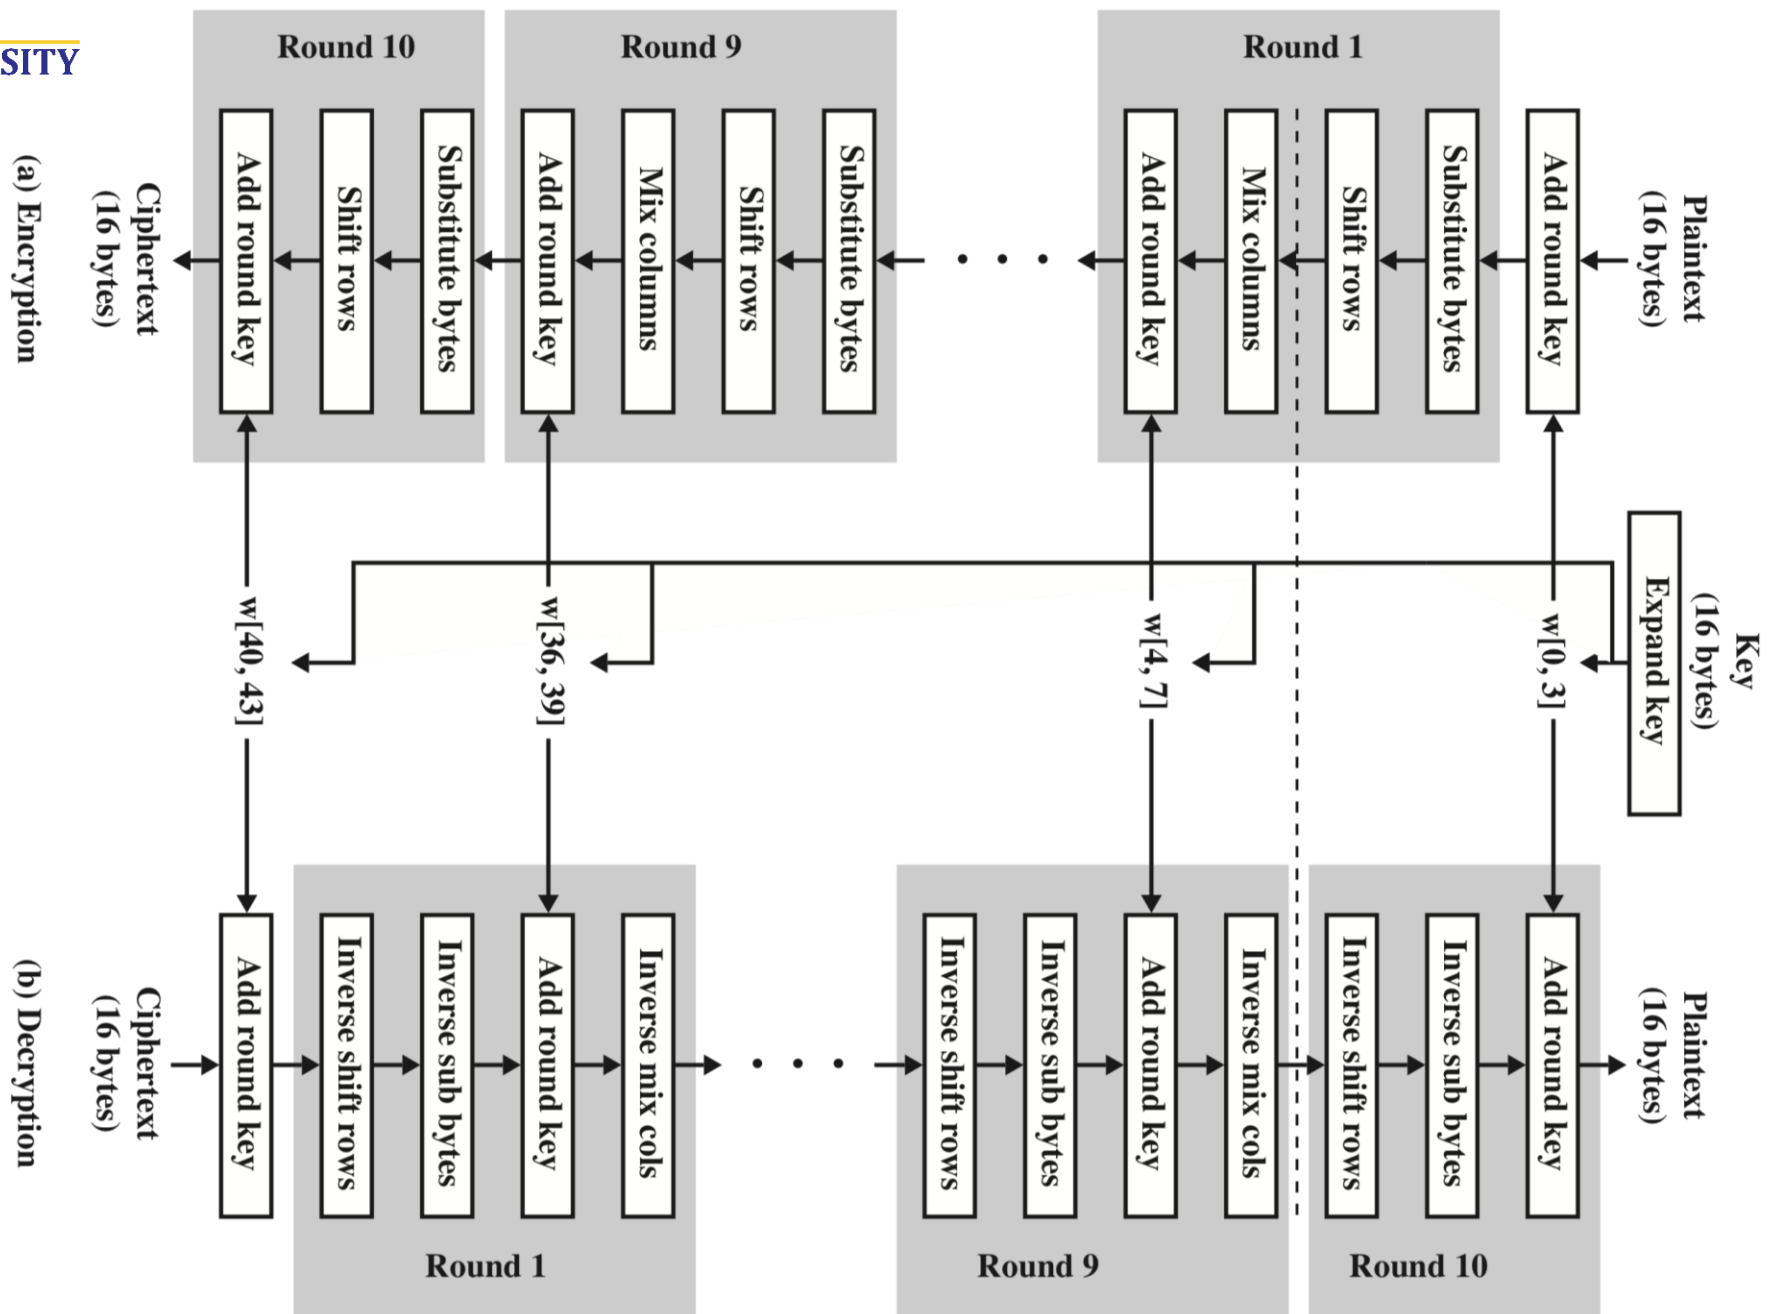 SITY
Round 10
Round 9
Round 1
Plaintext
(16 bytes)
Add round key
Substitute bytes
Shift rows
Mix columns
Add round key
Substitute bytes
Shift rows
Mix columns
Add round key
Substitute bytes
Shift rows
Add round key
Ciphertext
(16 bytes)
(a) Encryption
Key
(16 bytes)
Expand key
w[0, 3]
w[4, 7]
w[36, 39]
w[40, 43]
Plaintext
(16 bytes)
Add round key
Inverse sub bytes
Inverse shift rows
Inverse mix cols
Add round key
Inverse sub bytes
Inverse shift rows
Inverse mix cols
Add round key
Inverse sub bytes
Inverse shift rows
Add round key
Ciphertext
(16 bytes)
(b) Decryption
Round 1
Round 9
Round 10